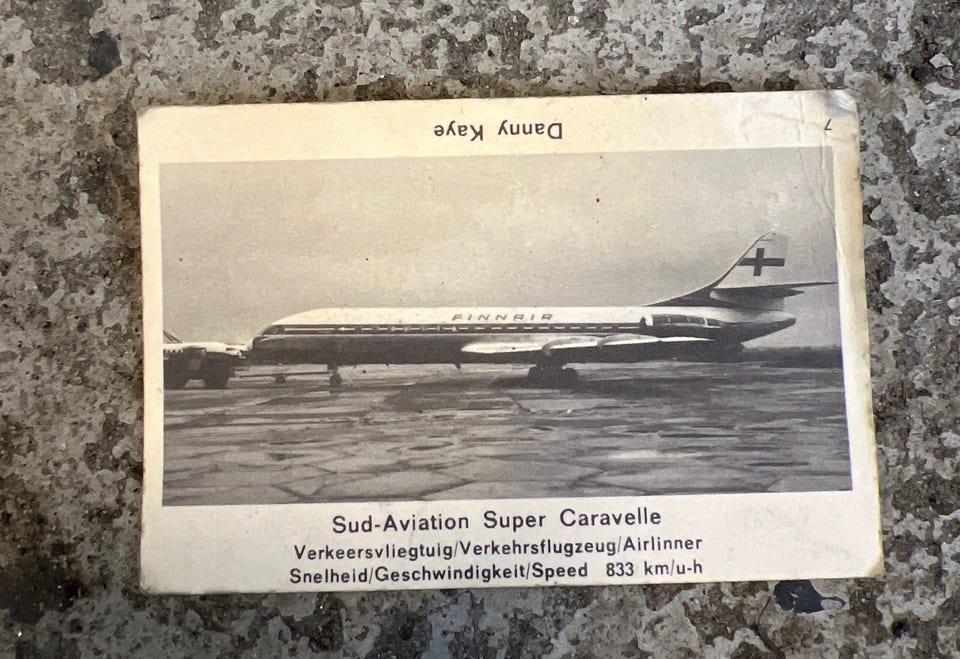 Danny Kaye
7
FINNAIR
Sud-Aviation Super Caravelle
Verkeersvliegtuig/Verkehrsflugzeug/Airlinner
Snelheid/Geschwindigkeit/Speed 833 km/u-h